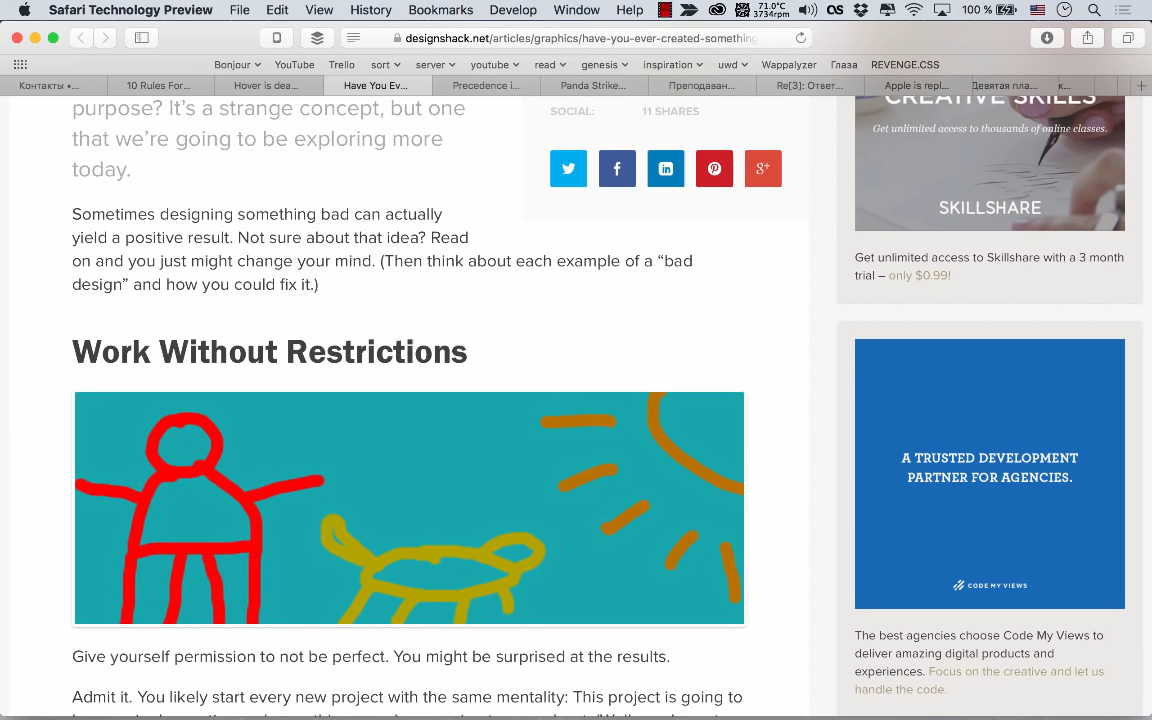 Safari Technology Preview File Edit View History Bookmarks Develop Window Help 71.0°C 3734rpm 100 %
designshack.net/articles/graphics/have-you-ever-created-something
Bonjour YouTube Trello sort server youtube read genesis inspiration uwd Wappalyzer Глаза REVENGE.CSS
Контакты •... 10 Rules For... Hover is dea... Have You Ev... Precedence i... Panda Strike... Преподаван... Re[3]: Ответ... Apple is repl... Девятая пла... к...
purpose? It’s a strange concept, but one
that we’re going to be exploring more
today.
SOCIAL: 11 SHARES
Sometimes designing something bad can actually
yield a positive result. Not sure about that idea? Read
on and you just might change your mind. (Then think about each example of a “bad
design” and how you could fix it.)
Work Without Restrictions
Give yourself permission to not be perfect. You might be surprised at the results.
Admit it. You likely start every new project with the same mentality: This project is going to
CREATIVE SKILLS
Get unlimited access to thousands of online classes.
SKILLSHARE
Get unlimited access to Skillshare with a 3 month
trial – only $0.99!
A TRUSTED DEVELOPMENT
PARTNER FOR AGENCIES.
CODE MY VIEWS
The best agencies choose Code My Views to
deliver amazing digital products and
experiences. Focus on the creative and let us
handle the code.